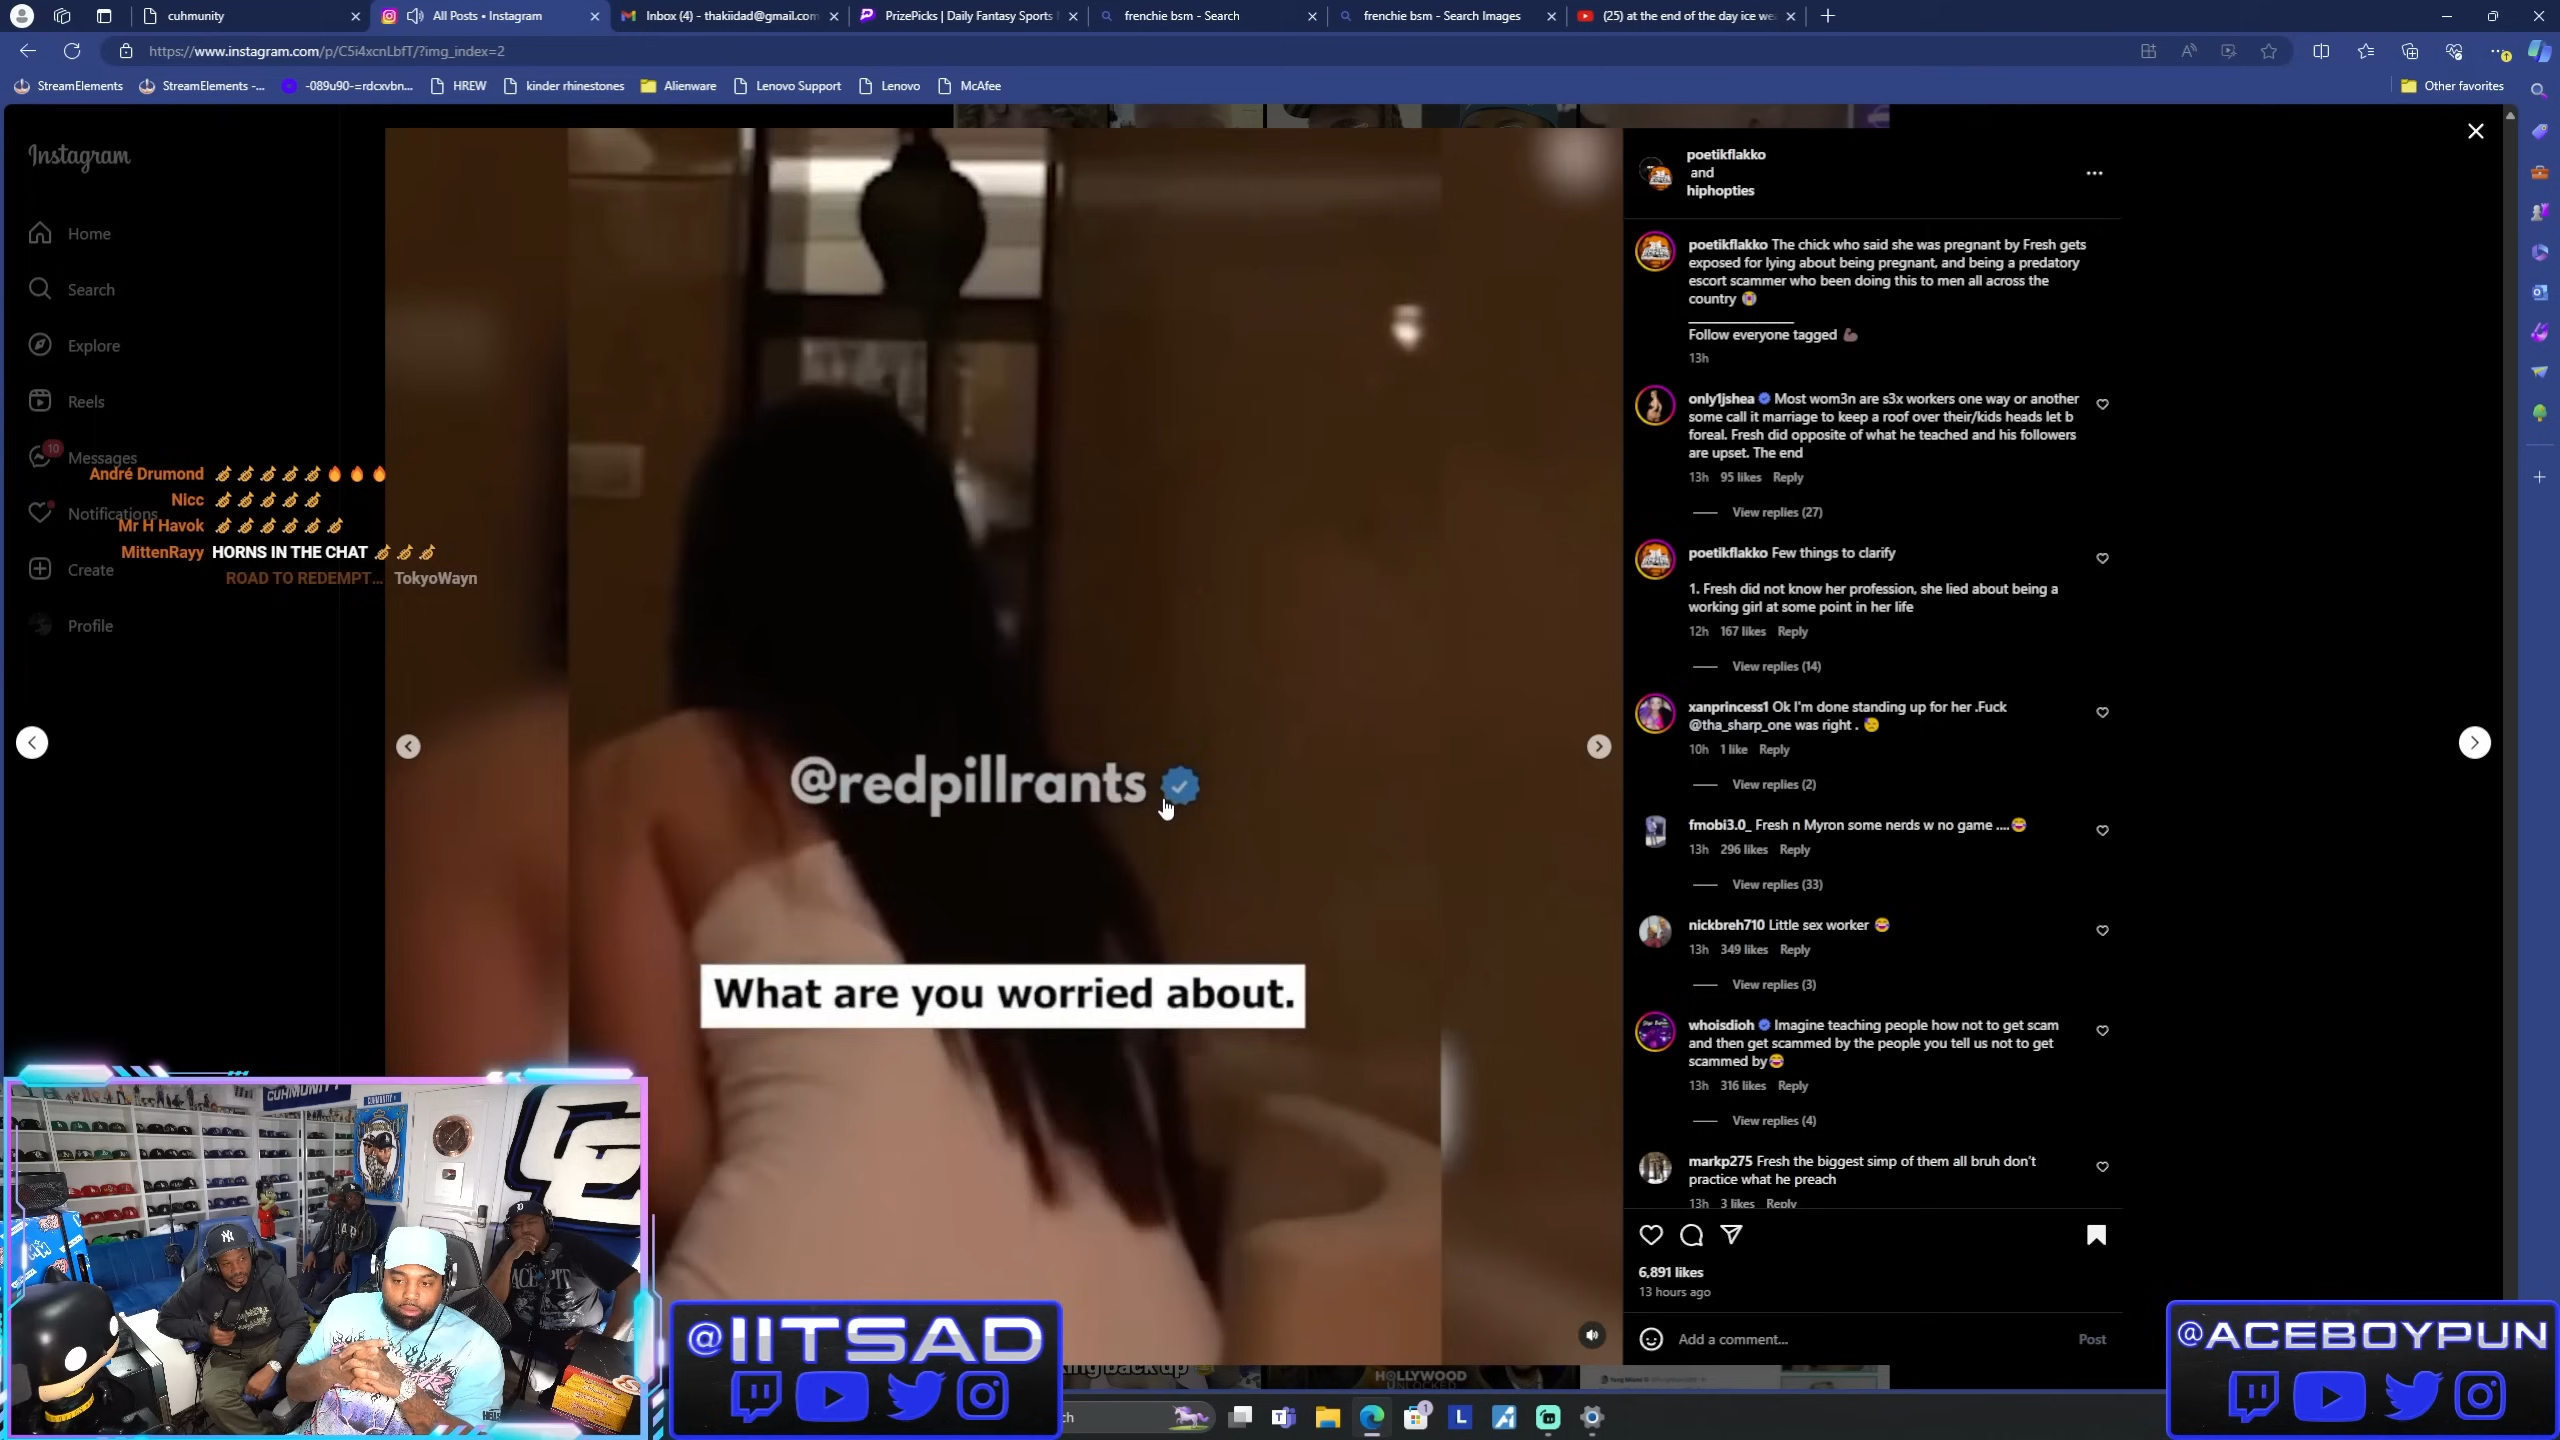 cuhmunity
All Posts • Instagram
Inbox (4) - thakiidad@gmail.com
PrizePicks | Daily Fantasy Sports
frenchie bsm - Search
frenchie bsm - Search Images
(25) at the end of the day ice we
https://www.instagram.com/p/C5i4xcnLbfT/?img_index=2
StreamElements
StreamElements -...
-089u90-=rdcxvbn...
HREW
kinder rhinestones
Alienware
Lenovo Support
Lenovo
McAfee
Other favorites
Instagram
Home
Search
Explore
Reels
10
Messages
Notifications
Create
Profile
André Drumond 🎺🎺🎺🎺🎺🔥🔥🔥
Nicc 🎺🎺🎺🎺🎺
Mr H Havok 🎺🎺🎺🎺🎺🎺
MittenRayy HORNS IN THE CHAT 🎺🎺🎺
ROAD TO REDEMPT... TokyoWayn
@redpillrants
What are you worried about.
poetikflakko
and
hiphopties
poetikflakko The chick who said she was pregnant by Fresh gets
exposed for lying about being pregnant, and being a predatory
escort scammer who been doing this to men all across the
country 😭
Follow everyone tagged 💪🏿
13h
only1jshea Most wom3n are s3x workers one way or another
some call it marriage to keep a roof over their/kids heads let b
foreal. Fresh did opposite of what he teached and his followers
are upset. The end
13h 95 likes Reply
View replies (27)
poetikflakko Few things to clarify
1. Fresh did not know her profession, she lied about being a
working girl at some point in her life
12h 167 likes Reply
View replies (14)
xanprincess1 Ok I'm done standing up for her .Fuck
@tha_sharp_one was right . 😓
10h 1 like Reply
View replies (2)
fmobi3.0_ Fresh n Myron some nerds w no game ....😂
13h 296 likes Reply
View replies (33)
nickbreh710 Little sex worker 😂
13h 349 likes Reply
View replies (3)
whoisdioh Imagine teaching people how not to get scam
and then get scammed by the people you tell us not to get
scammed by😂
13h 316 likes Reply
View replies (4)
markp275 Fresh the biggest simp of them all bruh don't
practice what he preach
13h 3 likes Reply
6,891 likes
13 hours ago
Add a comment...
Post
CUHMUNITY
@IITSAD
king back up
HOLLYWOOD
UNLOCKED
@ACEBOYPUN